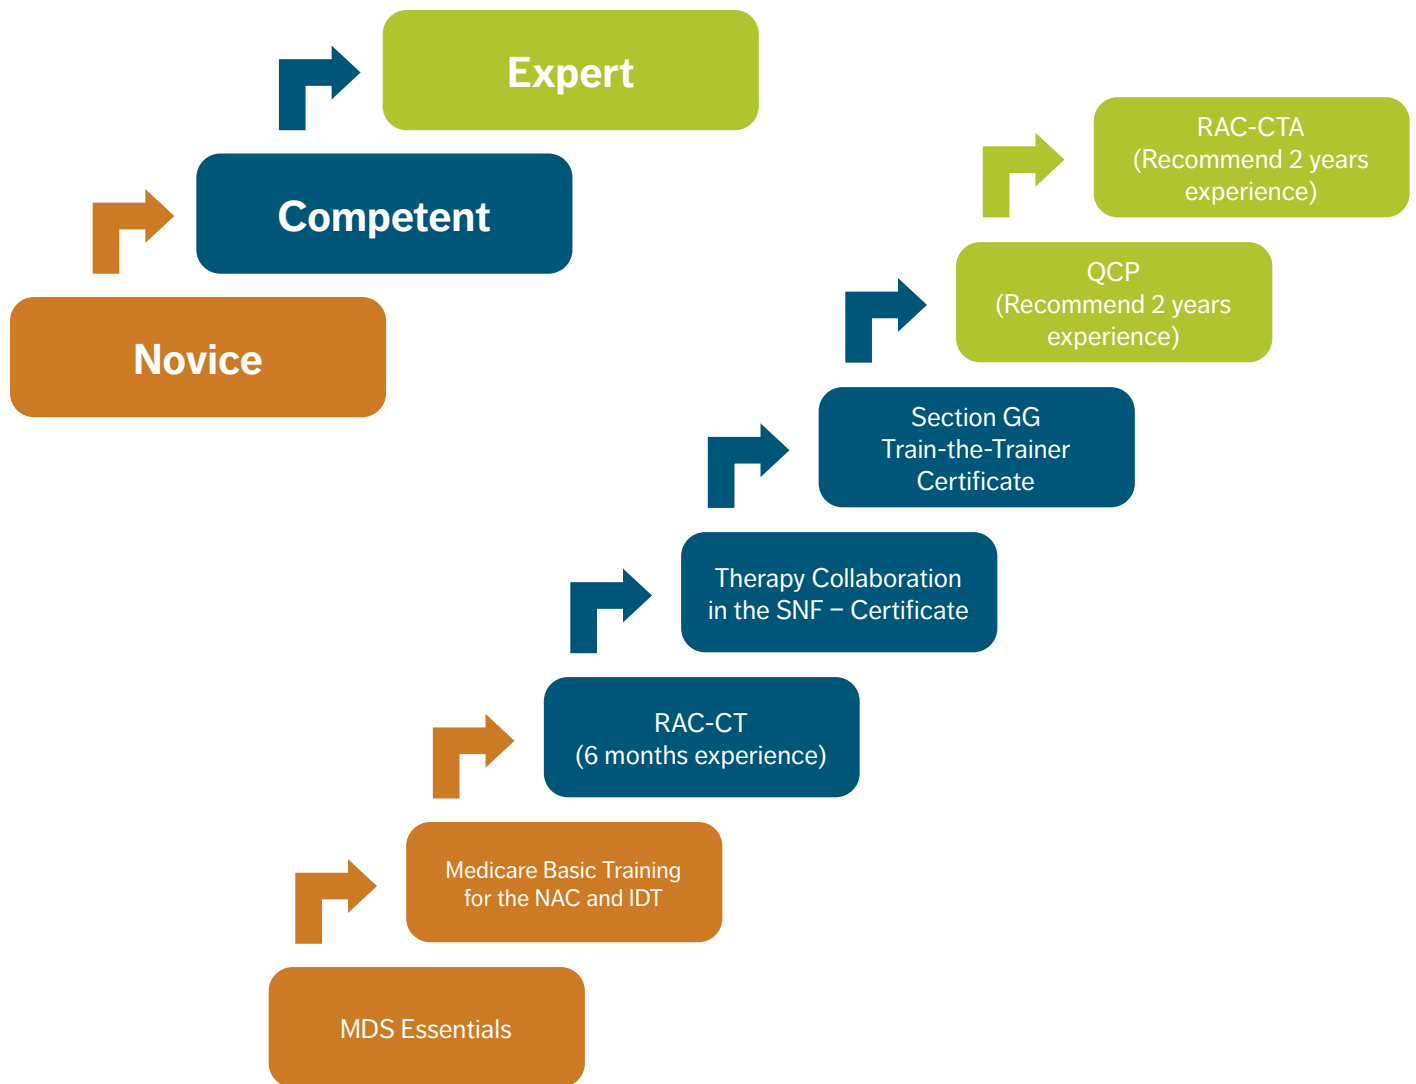 Expert
Competent
Novice
RAC-CTA
(Recommend 2 years
experience)
QCP
(Recommend 2 years
experience)
Section GG
Train-the-Trainer
Certificate
Therapy Collaboration
in the SNF – Certificate
RAC-CT
(6 months experience)
Medicare Basic Training
for the NAC and IDT
MDS Essentials